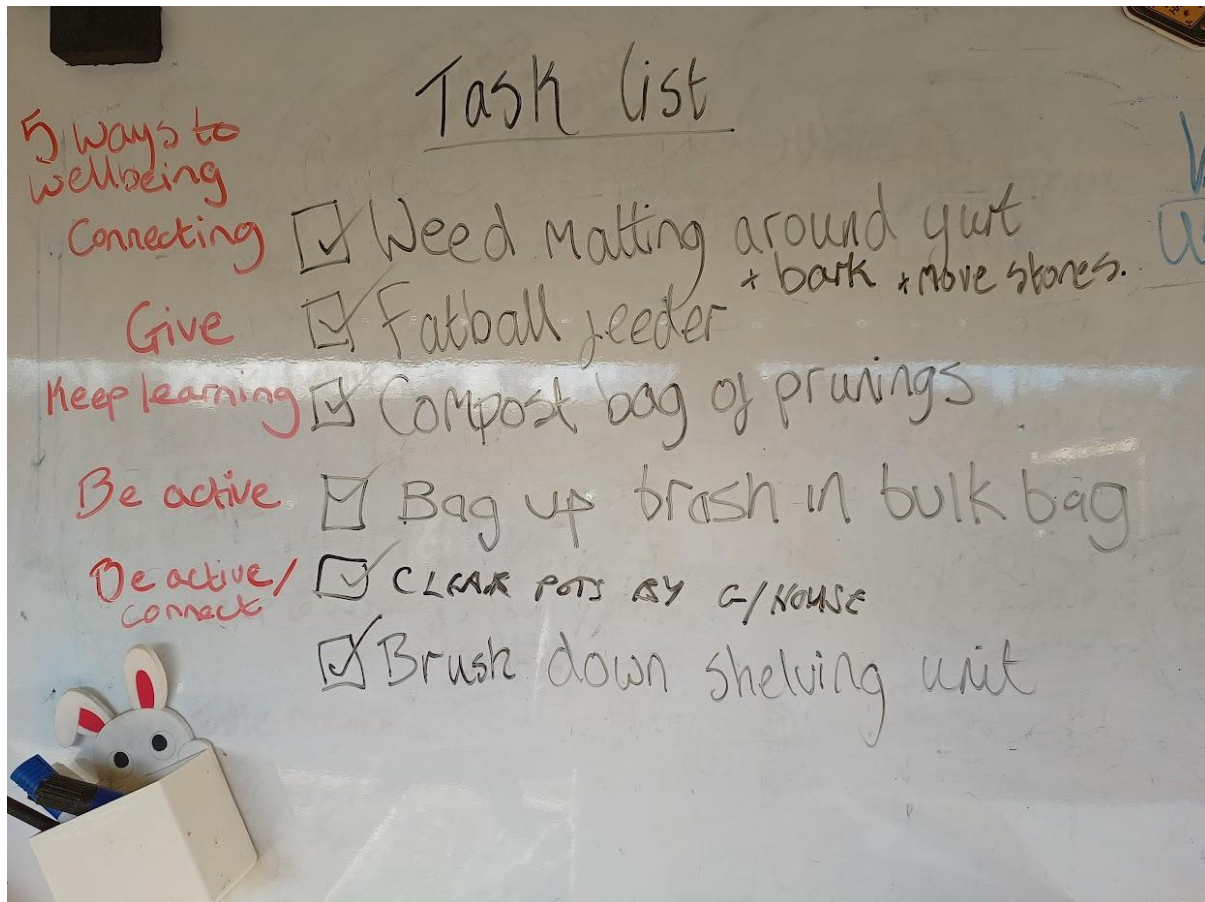 Task list
5 ways to
wellbeing
Connecting ☑ Weed matting around yurt
+ bark + move stones.
Give ☑ Fatball feeder
Keep learning ☑ Compost bag of prunings
Be active ☑ Bag up brash in bulk bag
Be active/ ☑ CLEAR POTS BY G/HOUSE
connect
☑ Brush down shelving unit